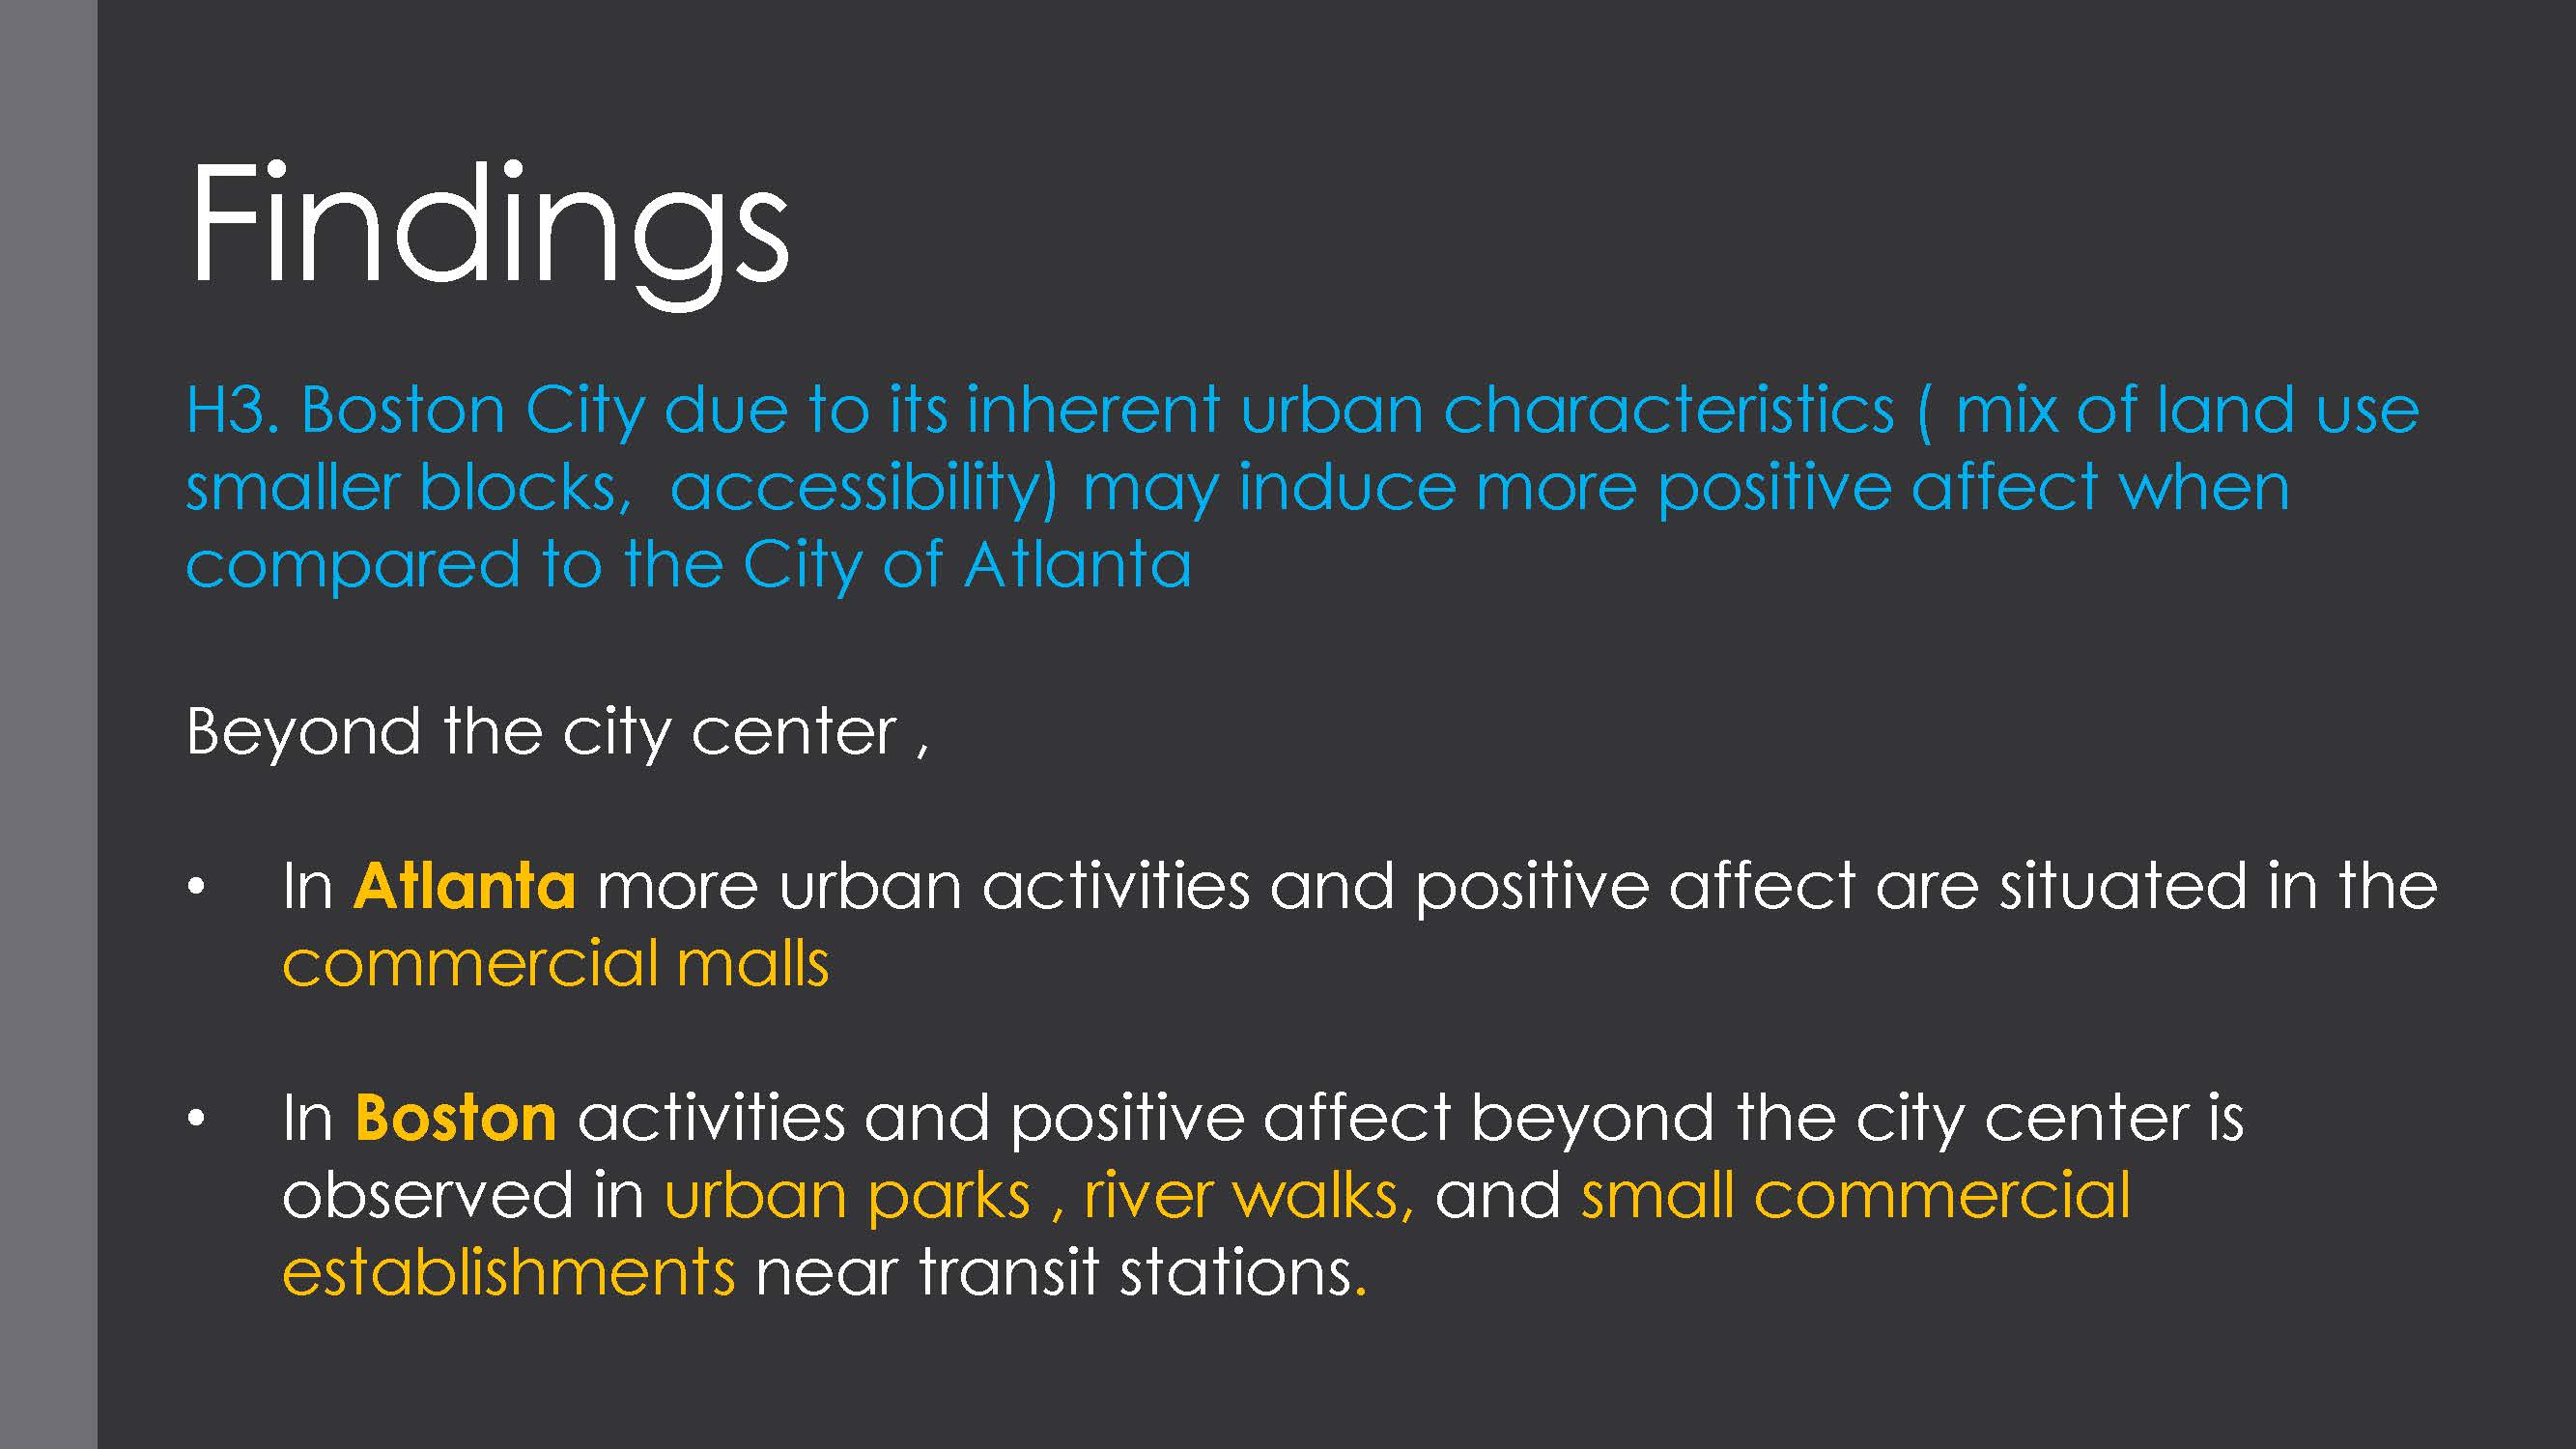 Findings
H3. Boston City due to its inherent urban characteristics ( mix of land use
smaller blocks, accessibility) may induce more positive affect when
compared to the City of Atlanta
Beyond the city center ,
• In Atlanta more urban activities and positive affect are situated in the
commercial malls
• In Boston activities and positive affect beyond the city center is
observed in urban parks , river walks, and small commercial
establishments near transit stations.